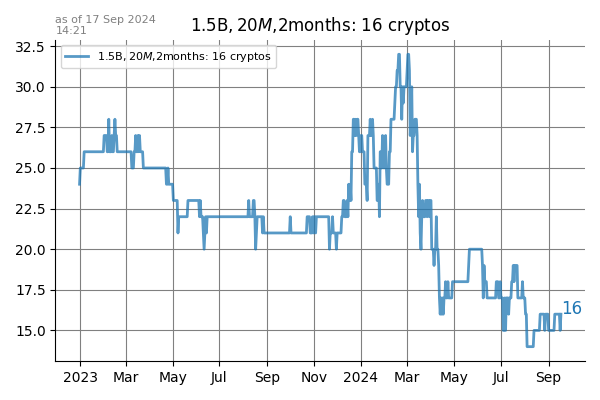 as of 17 Sep 2024
14:21
1.5B, 20M,2months: 16 cryptos
1.5B, 20M,2months: 16 cryptos
32.5
30.0
27.5
25.0
22.5
20.0
17.5
15.0
16
2023 Mar May Jul Sep Nov 2024 Mar May Jul Sep